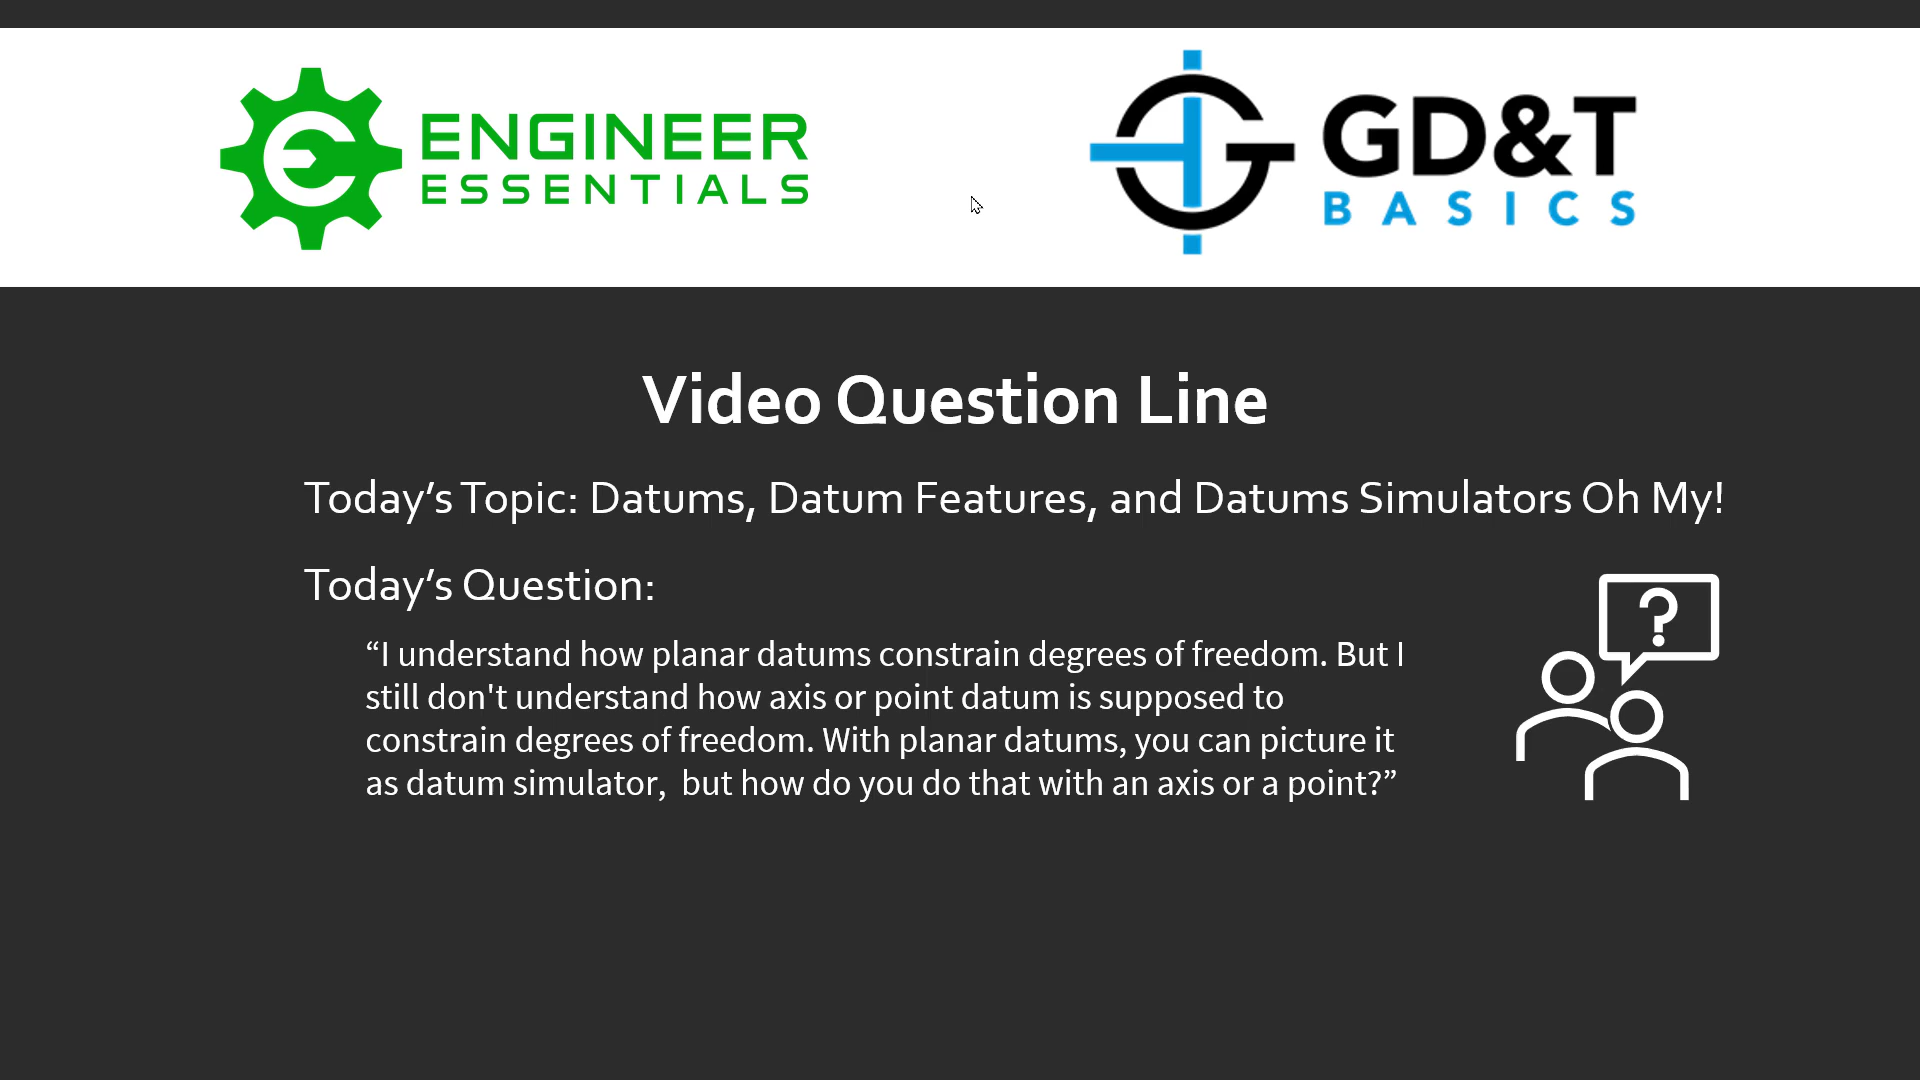 ENGINEER
ESSENTIALS
GD&T
BASICS
Video Question Line
Today’s Topic: Datums, Datum Features, and Datums Simulators Oh My!
Today’s Question:
“I understand how planar datums constrain degrees of freedom. But I
still don't understand how axis or point datum is supposed to
constrain degrees of freedom. With planar datums, you can picture it
as datum simulator,  but how do you do that with an axis or a point?”
?